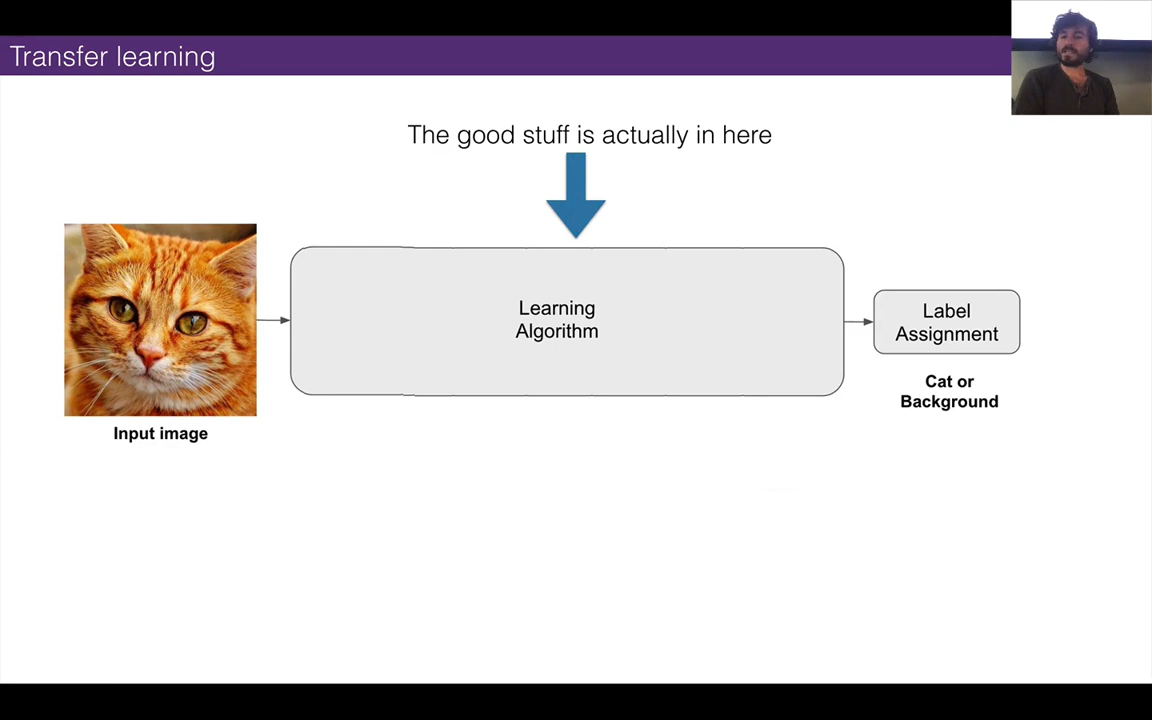 Transfer learning
The good stuff is actually in here
Learning
Algorithm
Label
Assignment
Cat or
Background
Input image